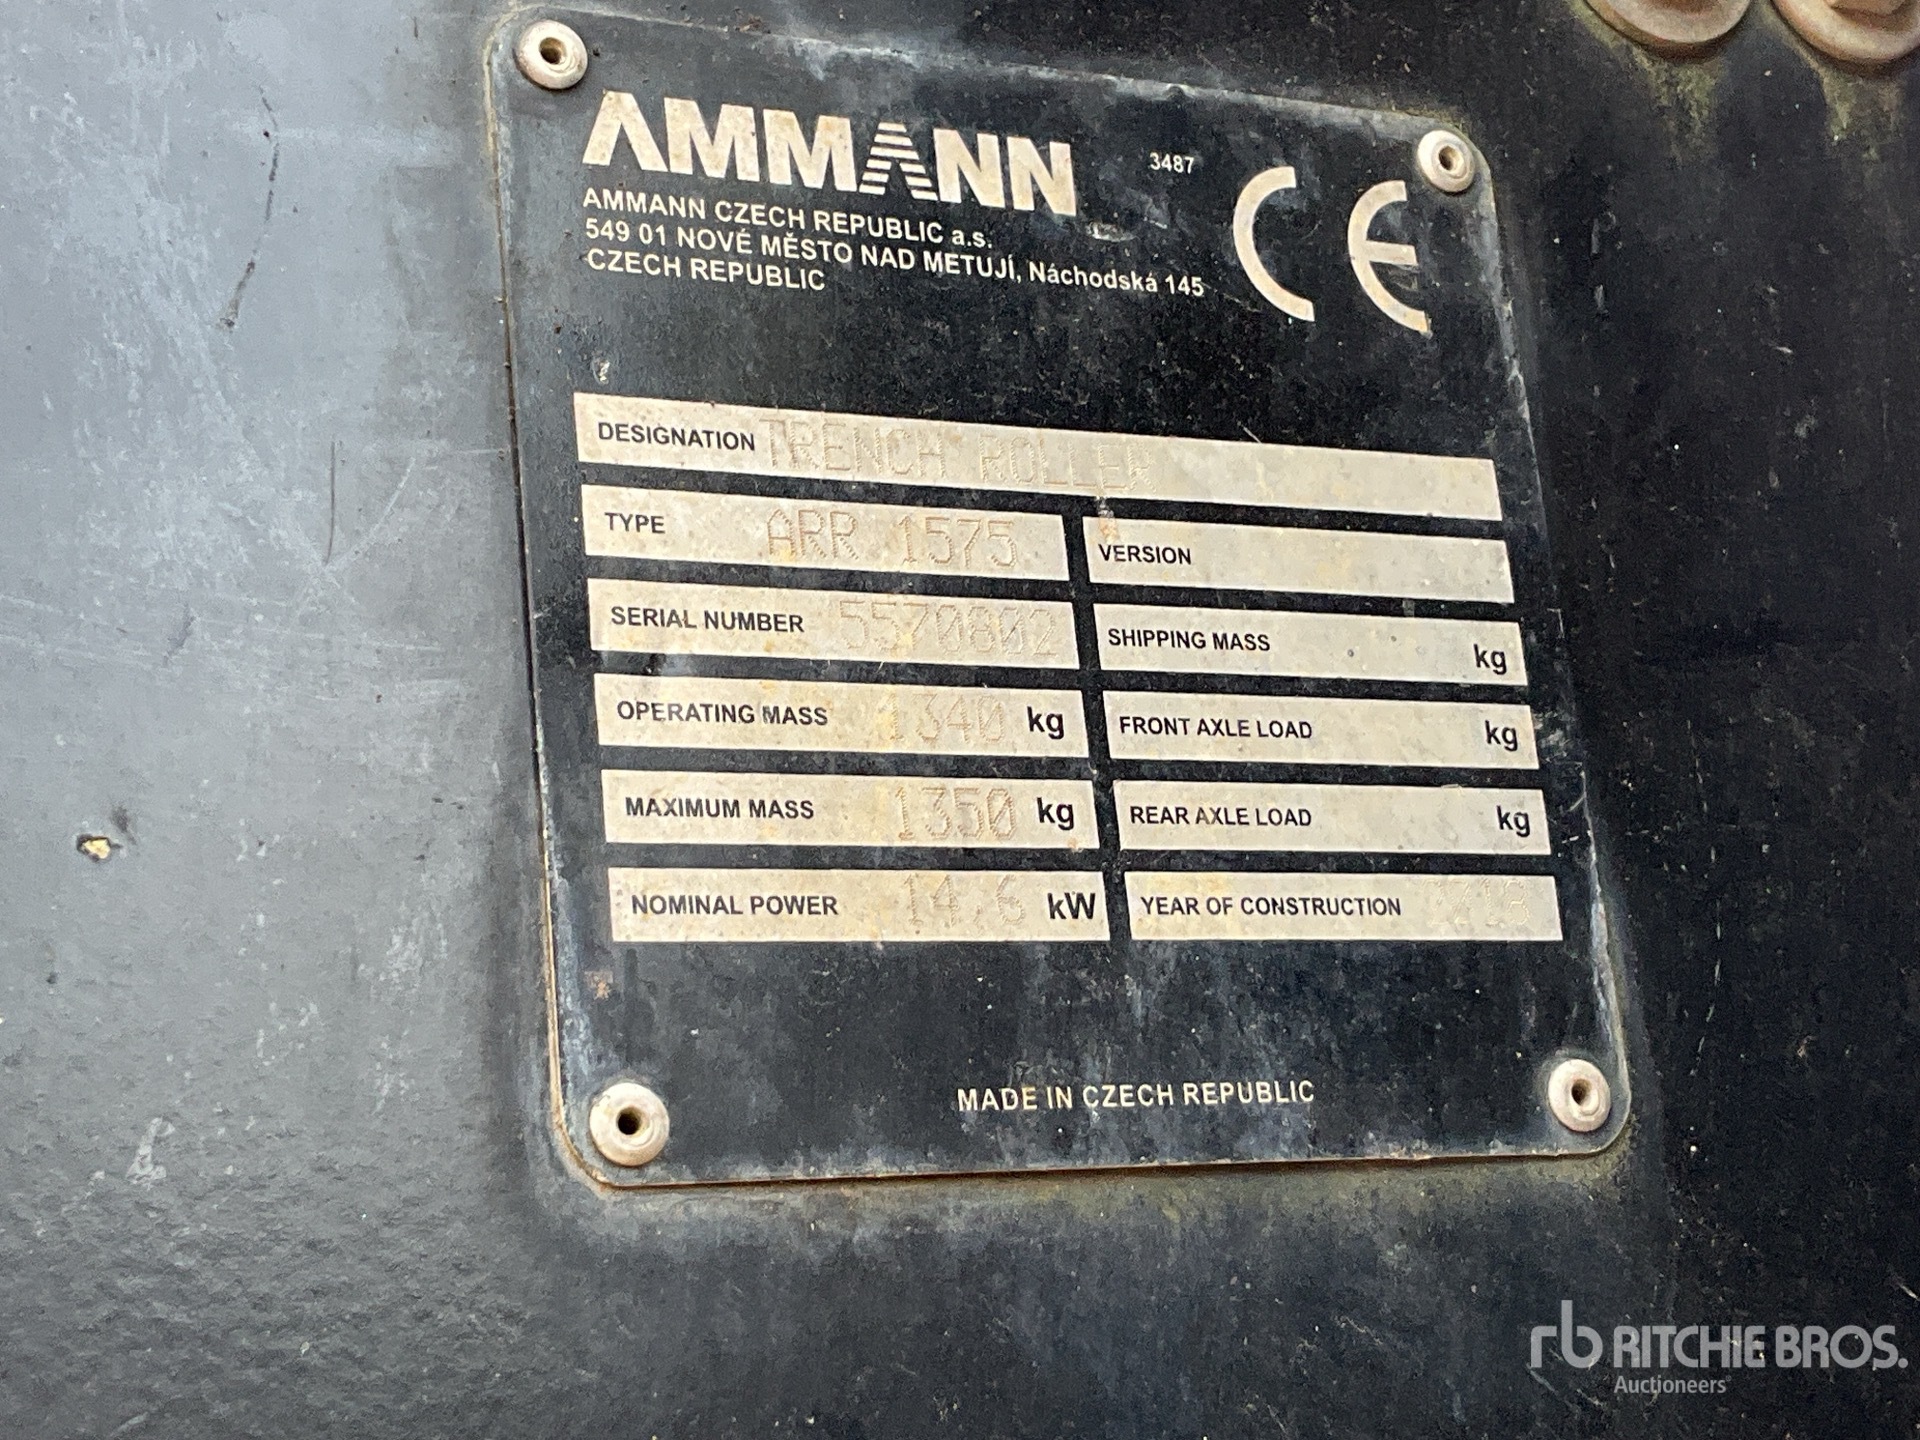 AMMANN
3487
CE
AMMANN CZECH REPUBLIC a.s.
549 01 NOVÉ MĚSTO NAD METUJÍ, Náchodská 145
CZECH REPUBLIC
DESIGNATION TRENCH ROLLER
TYPE ARR 1575
VERSION
SERIAL NUMBER 5570802
SHIPPING MASS kg
OPERATING MASS 1340 kg
FRONT AXLE LOAD kg
MAXIMUM MASS 1350 kg
REAR AXLE LOAD kg
NOMINAL POWER 14,6 kW
YEAR OF CONSTRUCTION
MADE IN CZECH REPUBLIC
rb RITCHIE BROS.
Auctioneers